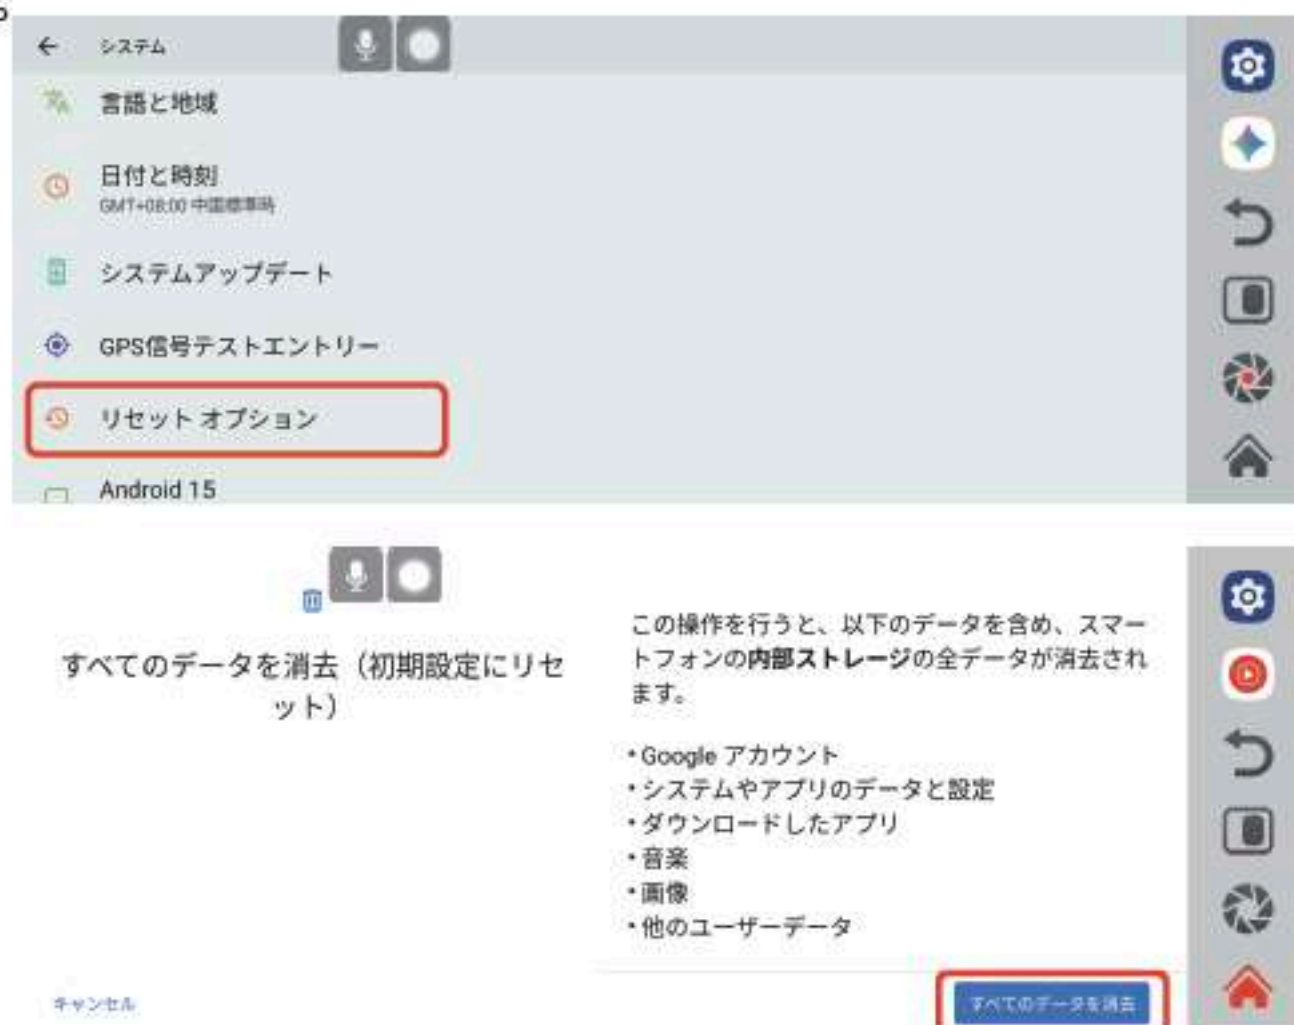 システム
言語と地域
日付と時刻
GMT+08:00 中国標準時
システムアップデート
GPS信号テストエントリー
リセット オプション
Android 15
すべてのデータを消去（初期設定にリセ
ット）
この操作を行うと、以下のデータを含め、スマー
トフォンの内部ストレージの全データが消去され
ます。
•Google アカウント
•システムやアプリのデータと設定
•ダウンロードしたアプリ
•音楽
•画像
•他のユーザーデータ
キャンセル
すべてのデータを消去